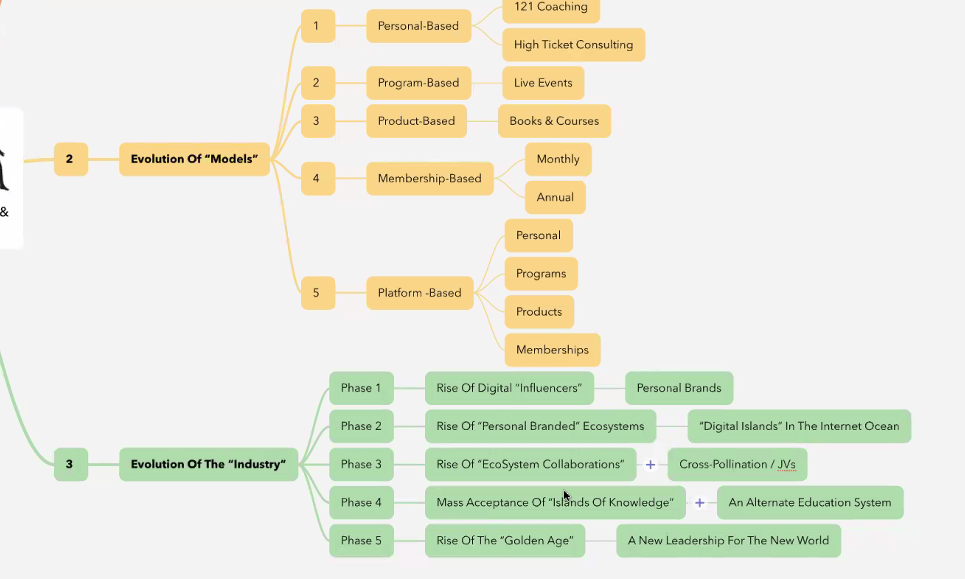 121 Coaching
1
Personal-Based
High Ticket Consulting
2
Program-Based
Live Events
3
Product-Based
Books & Courses
2
Evolution Of “Models”
Monthly
4
Membership-Based
Annual
&
Personal
Programs
5
Platform -Based
Products
Memberships
Phase 1
Rise Of Digital “Influencers”
Personal Brands
Phase 2
Rise Of “Personal Branded” Ecosystems
“Digital Islands” In The Internet Ocean
3
Evolution Of The “Industry”
Phase 3
Rise Of “EcoSystem Collaborations”
+
Cross-Pollination / JVs
Phase 4
Mass Acceptance Of “Islands Of Knowledge”
+
An Alternate Education System
Phase 5
Rise Of The “Golden Age”
A New Leadership For The New World